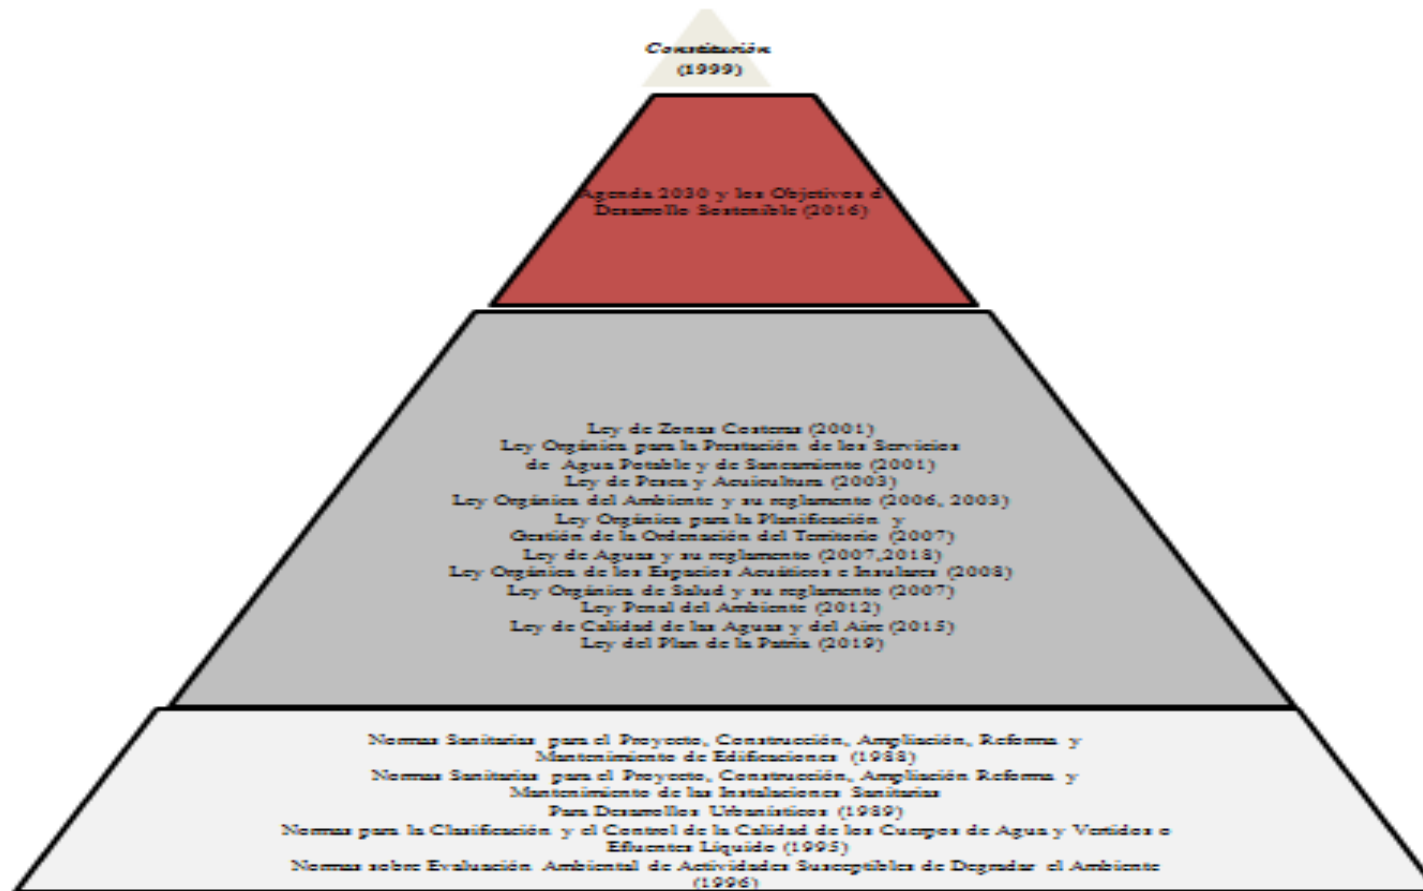 Constitución
(1999)
Agenda 2030 y los Objetivos d
Desarrollo Sostenible (2016)
Ley de Zonas Costeras (2001)
Ley Orgánica para la Prestación de los Servicios
de Agua Potable y de Saneamiento (2001)
Ley de Pesca y Acuicultura (2003)
Ley Orgánica del Ambiente y su reglamento (2006, 2003)
Ley Orgánica para la Planificación y
Gestión de la Ordenación del Territorio (2007)
Ley de Aguas y su reglamento (2007,2018)
Ley Orgánica de los Espacios Acuáticos e Insulares (2008)
Ley Orgánica de Salud y su reglamento (2007)
Ley Penal del Ambiente (2012)
Ley de Calidad de las Aguas y del Aire (2015)
Ley del Plan de la Patria (2019)
Normas Sanitarias para el Proyecto, Construcción, Ampliación, Reforma y
Mantenimiento de Edificaciones (1988)
Normas Sanitarias para el Proyecto, Construcción, Ampliación Reforma y
Mantenimiento de las Instalaciones Sanitarias
Para Desarrollos Urbanísticos (1989)
Normas para la Clasificación y el Control de la Calidad de los Cuerpos de Agua y Vertidos o
Efluentes Líquido (1995)
Normas sobre Evaluación Ambiental de Actividades Susceptibles de Degradar el Ambiente
(1996)